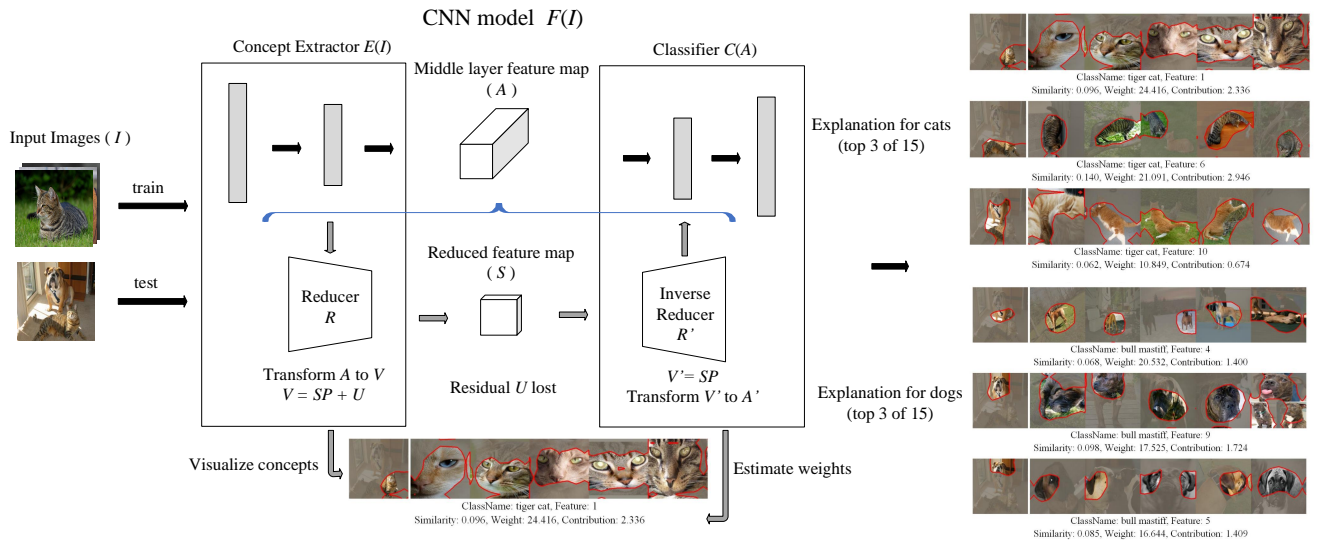 CNN model F(I)
Concept Extractor E(I)
Classifier C(A)
Middle layer feature map
( A )
Input Images ( I )
train
test
Reducer
R
Transform A to V
V = SP + U
Reduced feature map
( S )
Residual U lost
Inverse
Reducer
R’
V’= SP
Transform V’ to A’
Visualize concepts
Estimate weights
ClassName: tiger cat, Feature: 1
Similarity: 0.096, Weight: 24.416, Contribution: 2.336
Explanation for cats
(top 3 of 15)
Explanation for dogs
(top 3 of 15)
ClassName: tiger cat, Feature: 1
Similarity: 0.096, Weight: 24.416, Contribution: 2.336
ClassName: tiger cat, Feature: 6
Similarity: 0.140, Weight: 21.091, Contribution: 2.946
ClassName: tiger cat, Feature: 10
Similarity: 0.062, Weight: 10.849, Contribution: 0.674
ClassName: bull mastiff, Feature: 4
Similarity: 0.068, Weight: 20.532, Contribution: 1.400
ClassName: bull mastiff, Feature: 9
Similarity: 0.098, Weight: 17.525, Contribution: 1.724
ClassName: bull mastiff, Feature: 5
Similarity: 0.085, Weight: 16.644, Contribution: 1.409